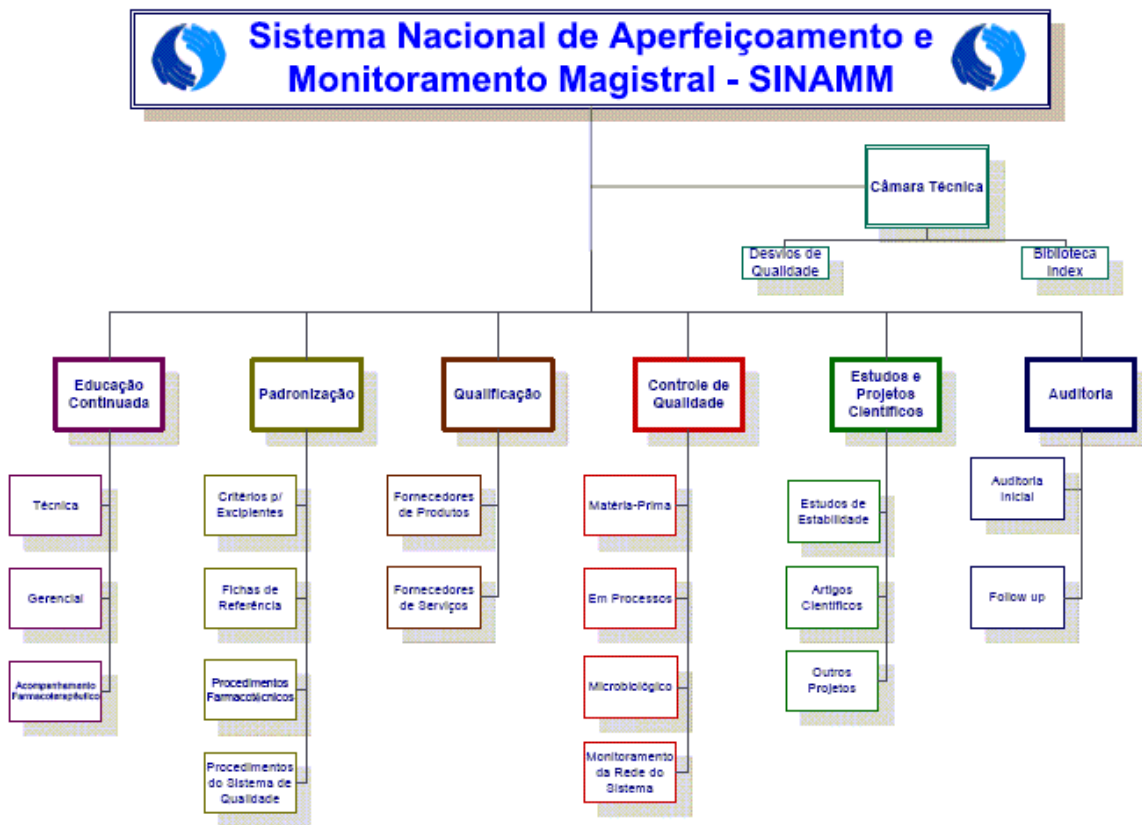 Sistema Nacional de Aperfeiçoamento e
Monitoramento Magistral - SINAMM
Câmara Técnica
Desvios de
Qualidade
Biblioteca
Index
Educação
Continuada
Padronização
Qualificação
Controle de
Qualidade
Estudos e
Projetos
Científicos
Auditoria
Técnica
Gerencial
Acompanhamento
Farmacoterapêutico
Critérios p/
Excipientes
Fichas de
Referência
Procedimentos
Farmacotécnicos
Procedimentos
do Sistema de
Qualidade
Fornecedores
de Produtos
Fornecedores
de Serviços
Matéria-Prima
Em Processos
Microbiológico
Monitoramento
da Rede do
Sistema
Estudos de
Estabilidade
Artigos
Científicos
Outros
Projetos
Auditoria
Inicial
Follow up